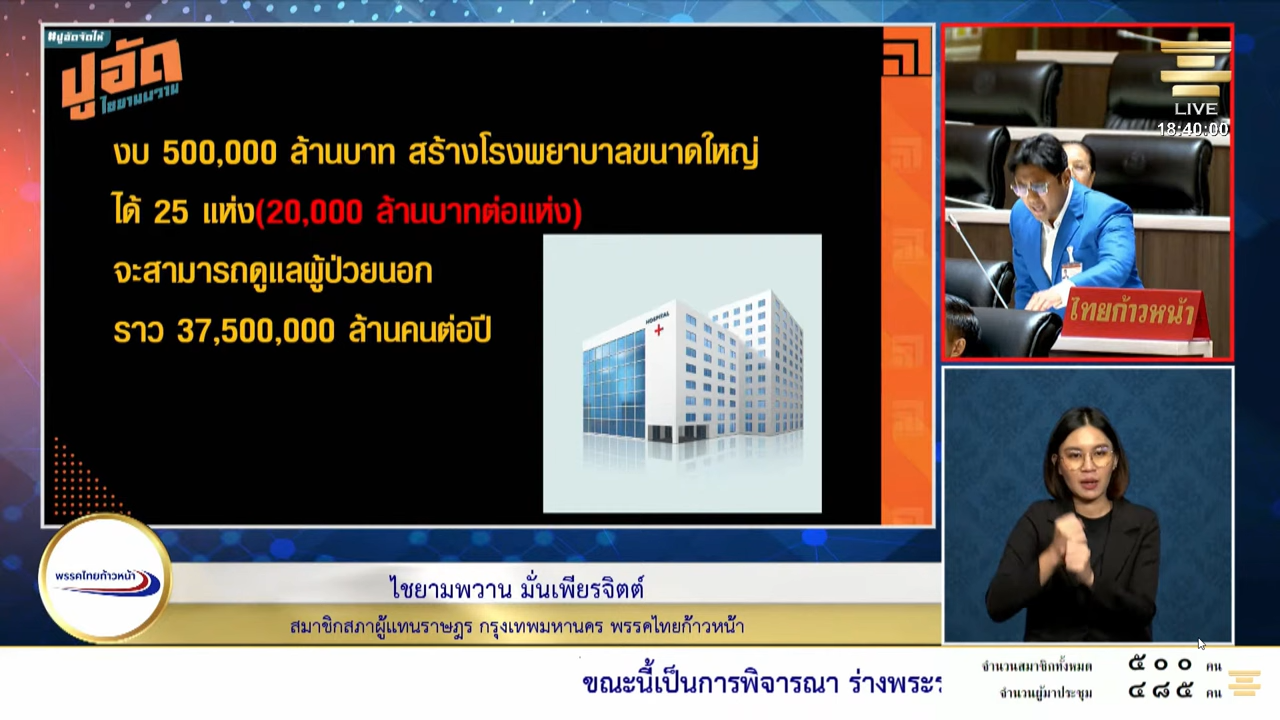 #ปูอัดจัดให้
ปูอัด
ไชยามพวาน
งบ 500,000 ล้านบาท สร้างโรงพยาบาลขนาดใหญ่
ได้ 25 แห่ง(20,000 ล้านบาทต่อแห่ง)
จะสามารถดูแลผู้ป่วยนอก
ราว 37,500,000 ล้านคนต่อปี
HOSPITAL
LIVE
18:40:00
ไทยก้าวหน้า
พรรคไทยก้าวหน้า
ไชยามพวาน มั่นเพียรจิตต์
สมาชิกสภาผู้แทนราษฎร กรุงเทพมหานคร พรรคไทยก้าวหน้า
ขณะนี้เป็นการพิจารณา ร่างพระร
จำนวนสมาชิกทั้งหมด ๕๐๐ คน
จำนวนผู้มาประชุม ๔๘๕ คน